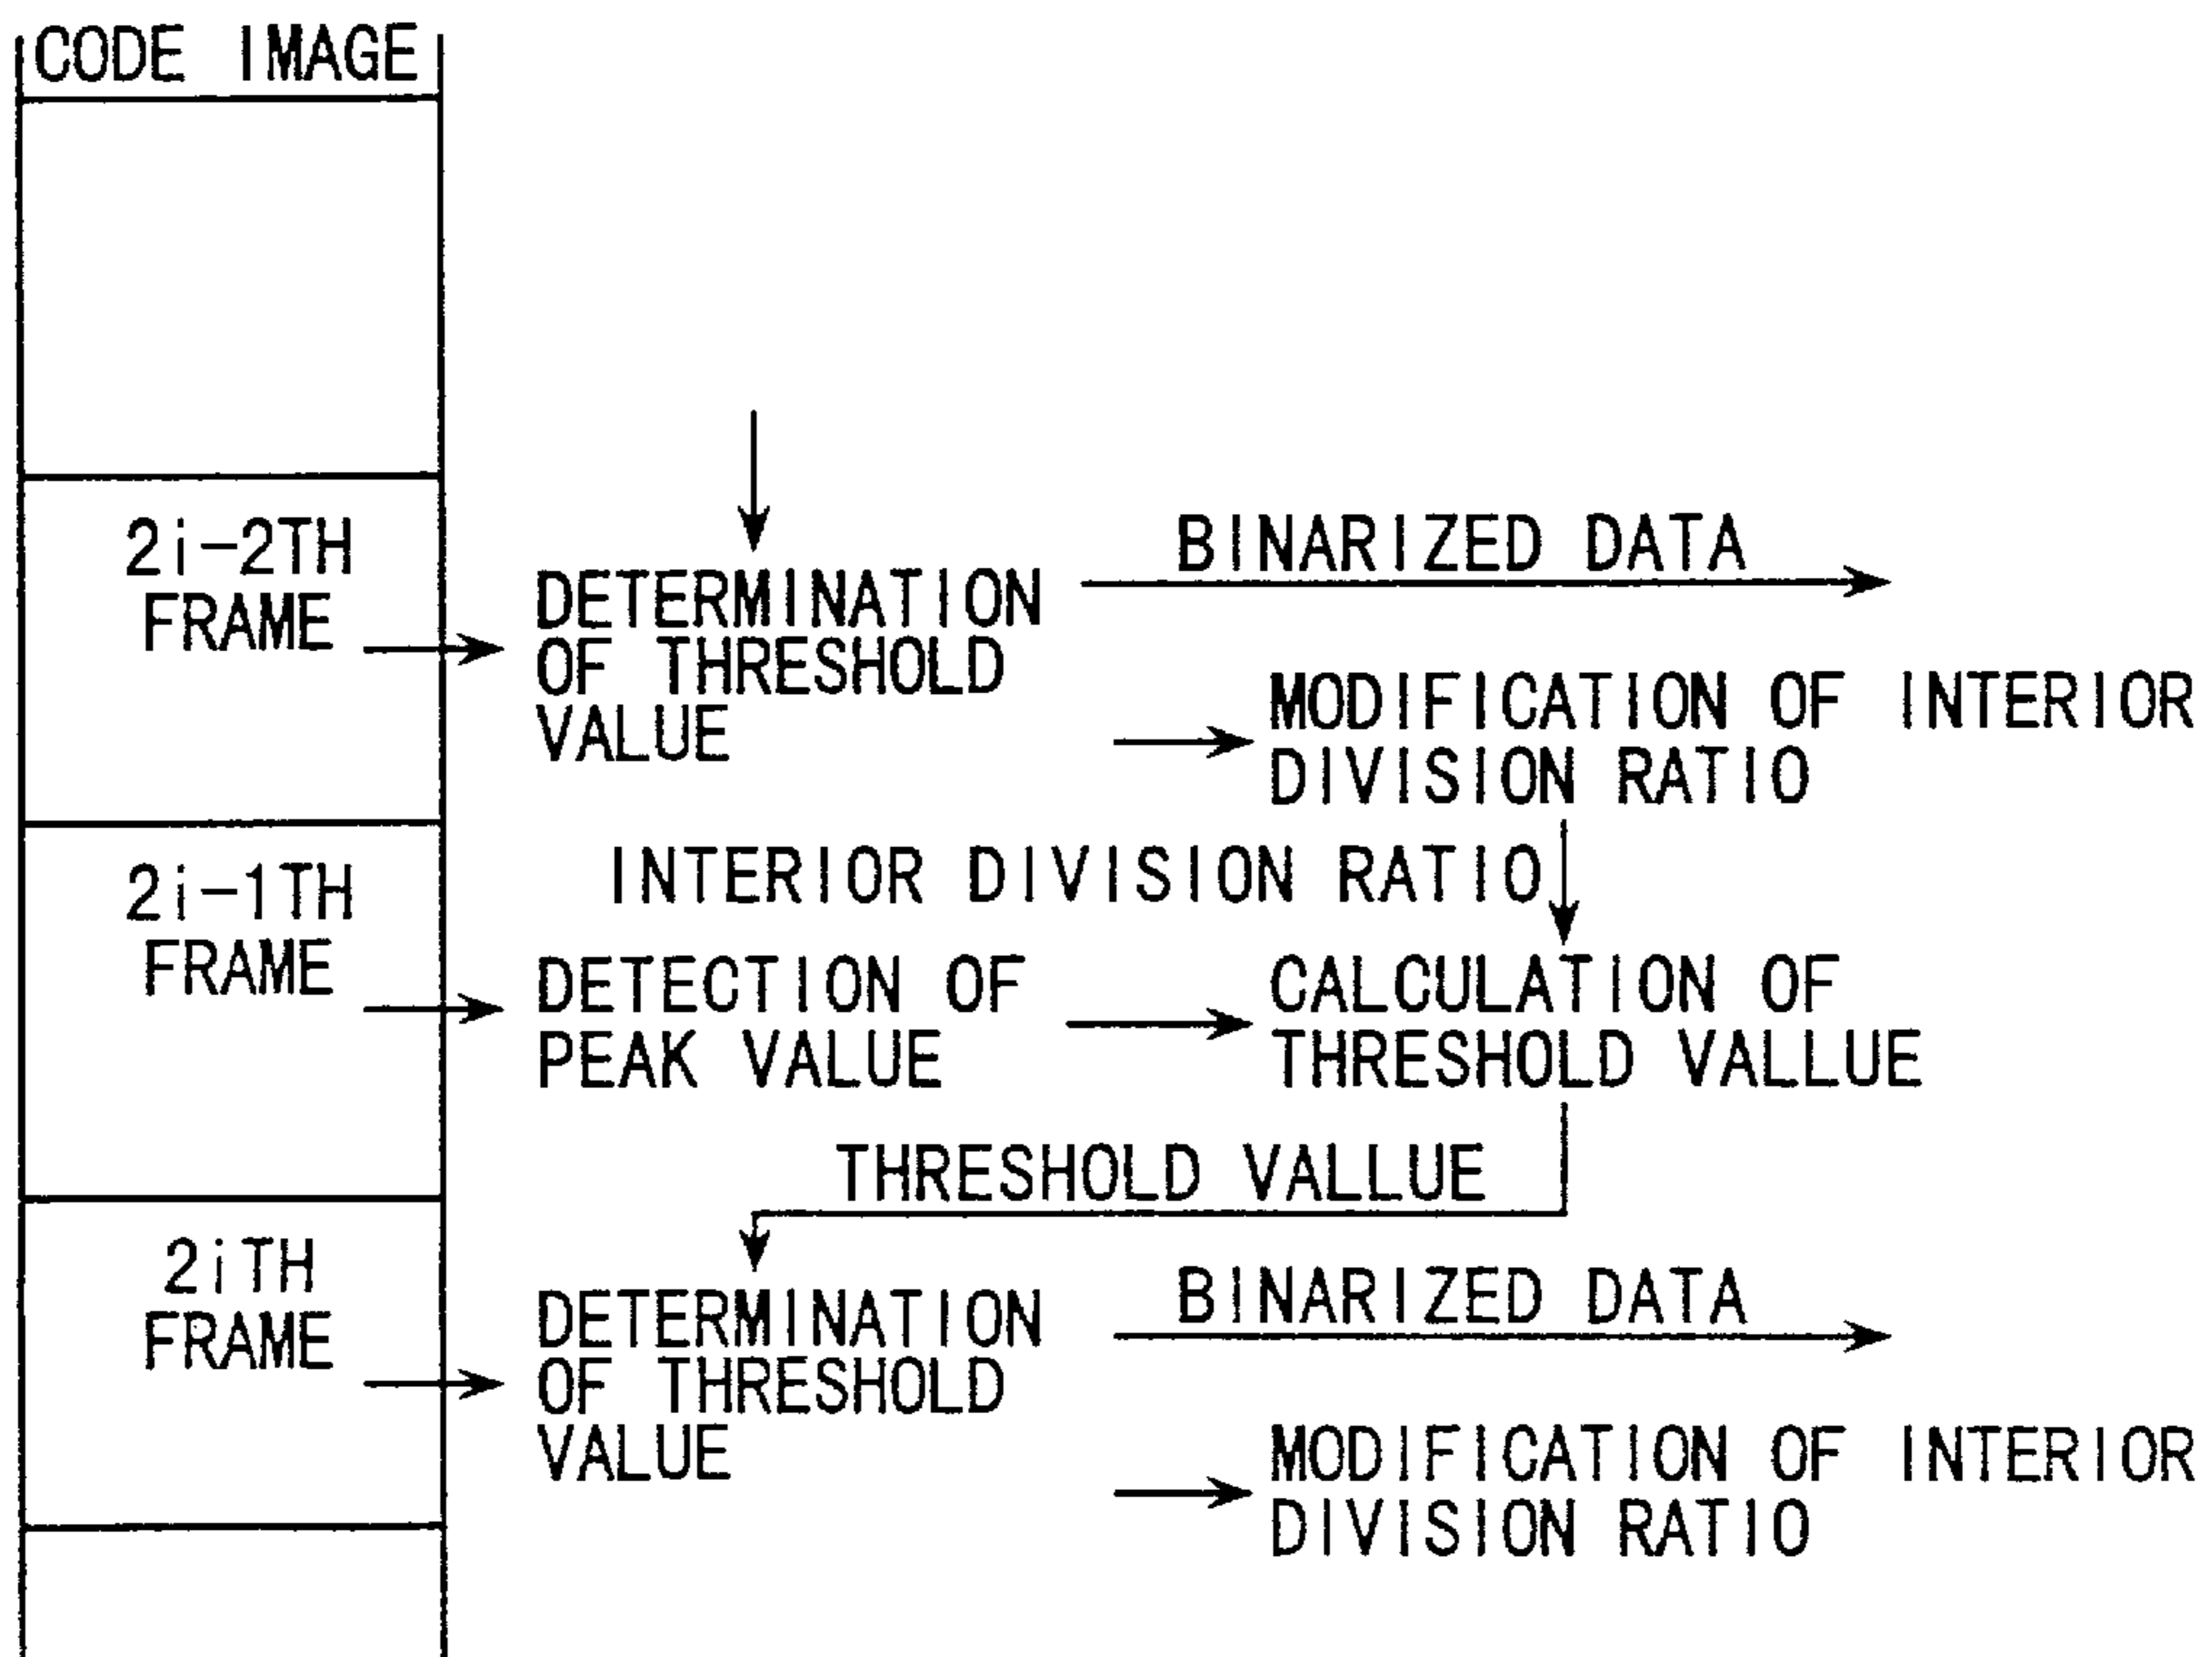 CODE IMAGE
2i-2TH
FRAME
DETERMINATION
OF THRESHOLD
VALUE
BINARIZED DATA
MODIFICATION OF INTERIOR
DIVISION RATIO
2i-1TH
FRAME
INTERIOR DIVISION RATIO
DETECTION OF
PEAK VALUE
CALCULATION OF
THRESHOLD VALLUE
THRESHOLD VALLUE
2iTH
FRAME
DETERMINATION
OF THRESHOLD
VALUE
BINARIZED DATA
MODIFICATION OF INTERIOR
DIVISION RATIO